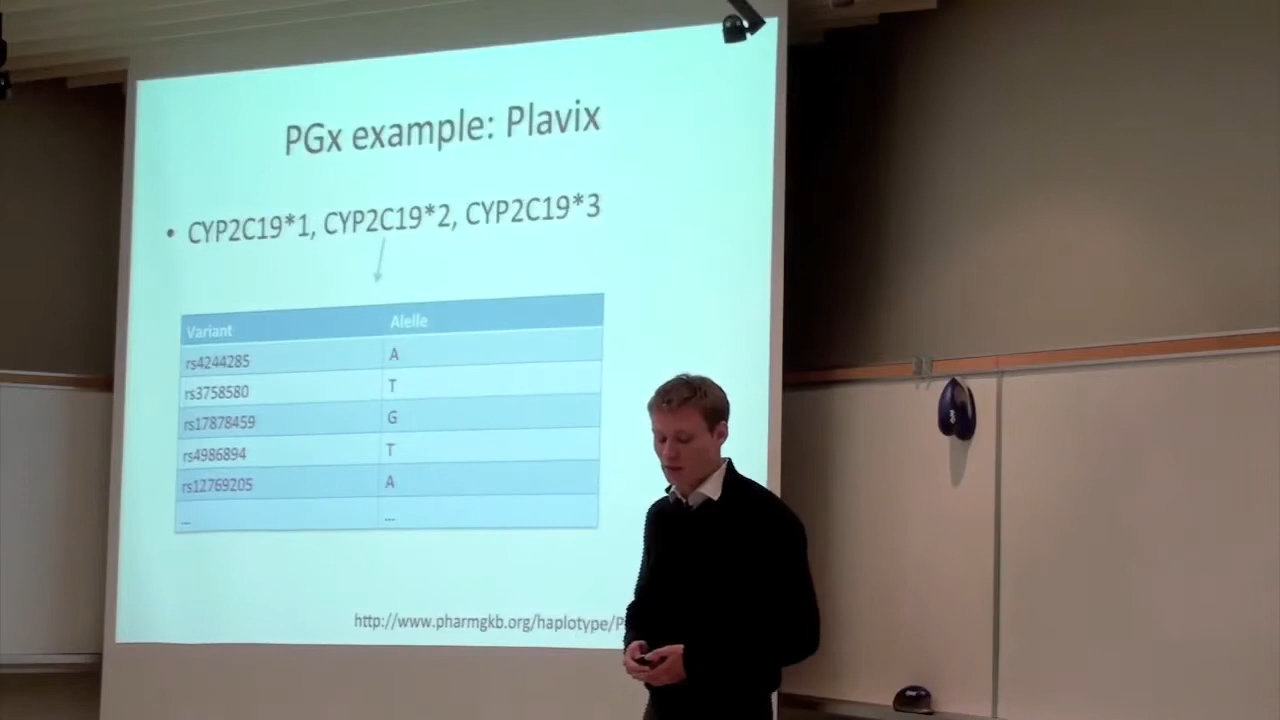 PGx example: Plavix
• CYP2C19*1, CYP2C19*2, CYP2C19*3
Variant Alelle
rs4244285 A
rs3758580 T
rs17878459 G
rs4986894 T
rs12769205 A
... ...
http://www.pharmgkb.org/haplotype/P